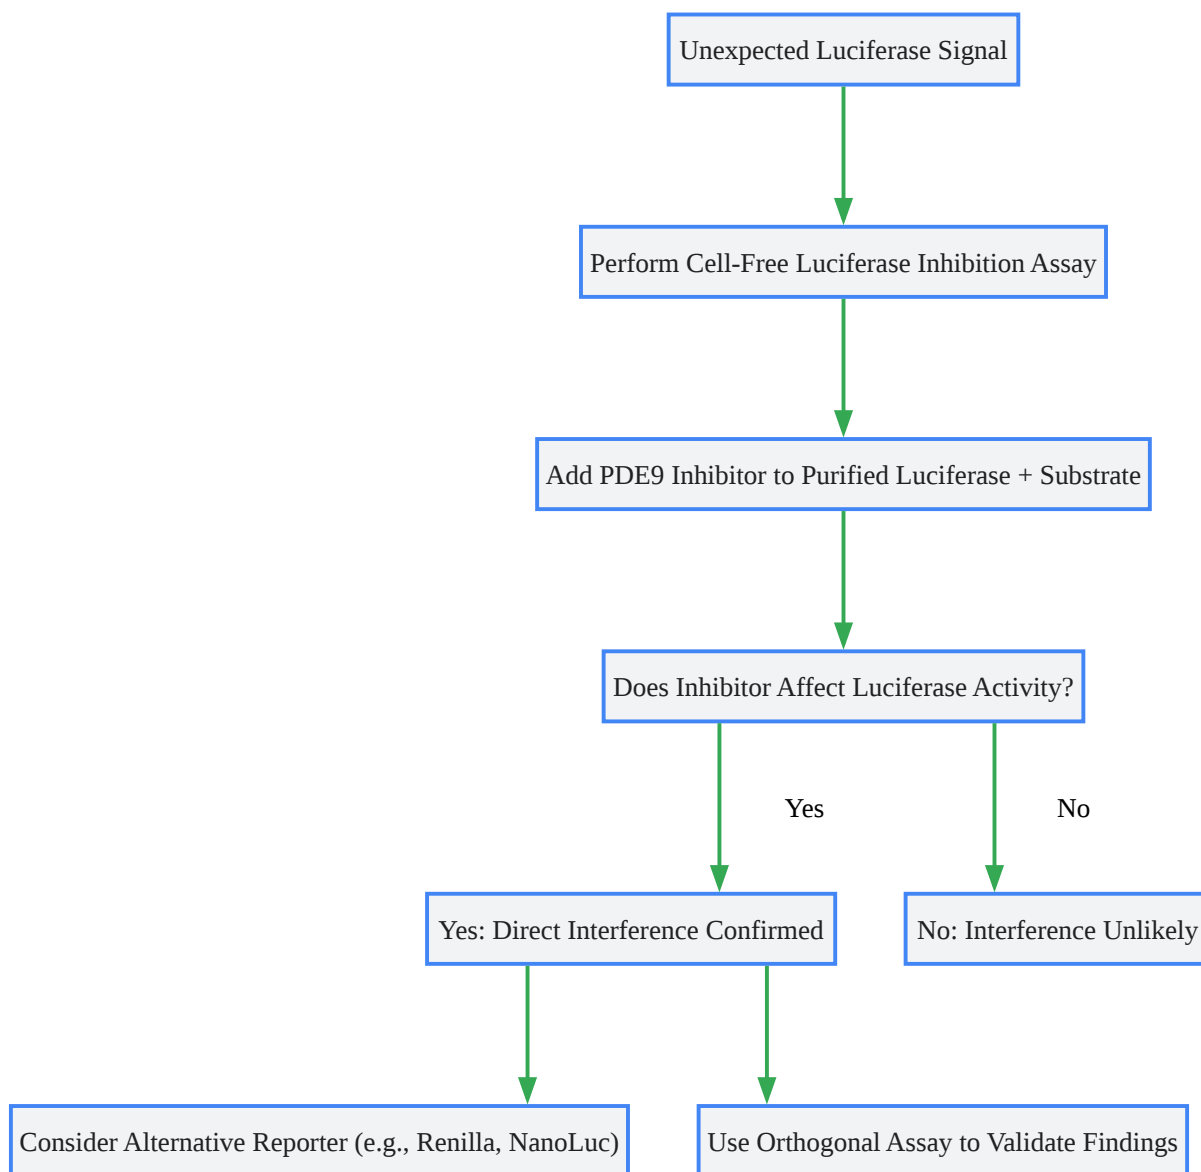 Unexpected Luciferase Signal
Perform Cell-Free Luciferase Inhibition Assay
Add PDE9 Inhibitor to Purified Luciferase + Substrate
Does Inhibitor Affect Luciferase Activity?
Yes
No
Yes: Direct Interference Confirmed
No: Interference Unlikely
Consider Alternative Reporter (e.g., Renilla, NanoLuc)
Use Orthogonal Assay to Validate Findings